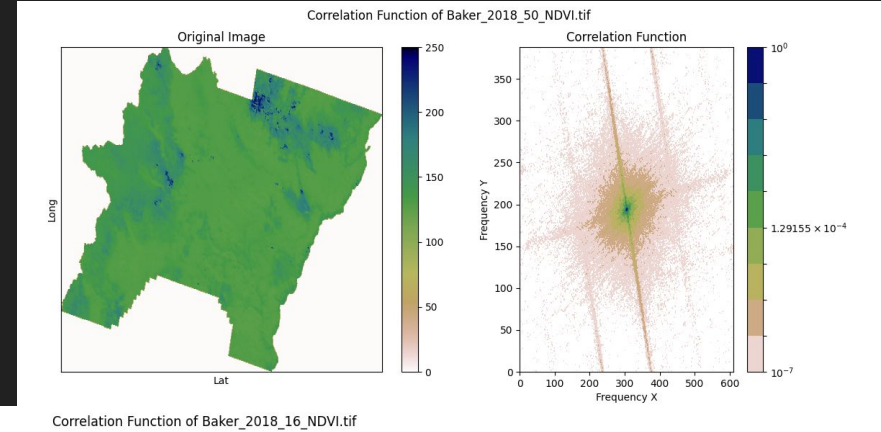 Correlation Function of Baker_2018_50_NDVI.tif
Original Image
Long
Lat
250
200
150
100
50
0
Correlation Function
Frequency Y
350
300
250
200
150
100
50
0
0 100 200 300 400 500 600
Frequency X
10⁰
1.29155 × 10⁻⁴
10⁻⁷
Correlation Function of Baker_2018_16_NDVI.tif